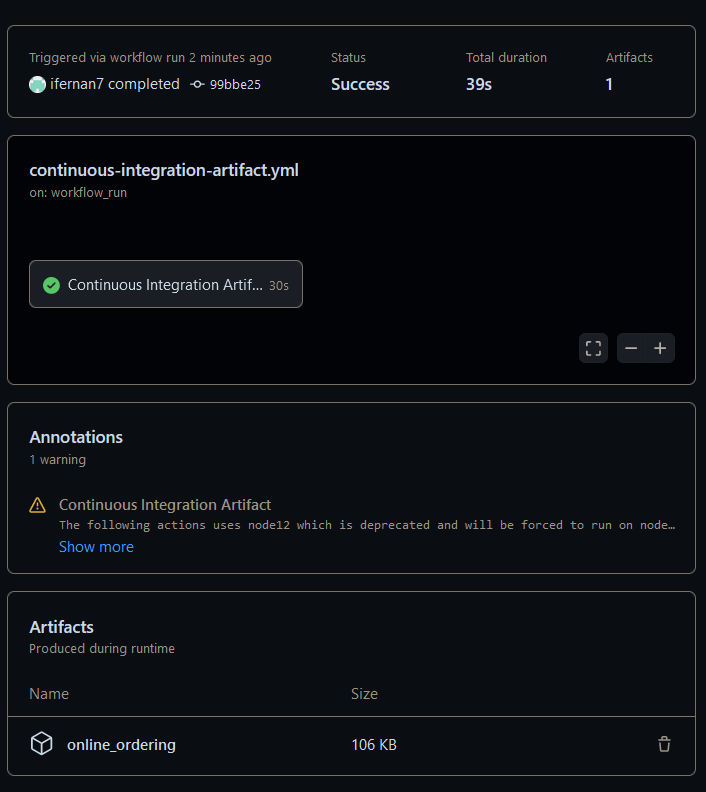 Triggered via workflow run 2 minutes ago
Status
Total duration
Artifacts
ifernan7 completed 99bbe25
Success
39s
1
continuous-integration-artifact.yml
on: workflow_run
Continuous Integration Artif... 30s
Annotations
1 warning
Continuous Integration Artifact
The following actions uses node12 which is deprecated and will be forced to run on node…
Show more
Artifacts
Produced during runtime
Name
Size
online_ordering
106 KB